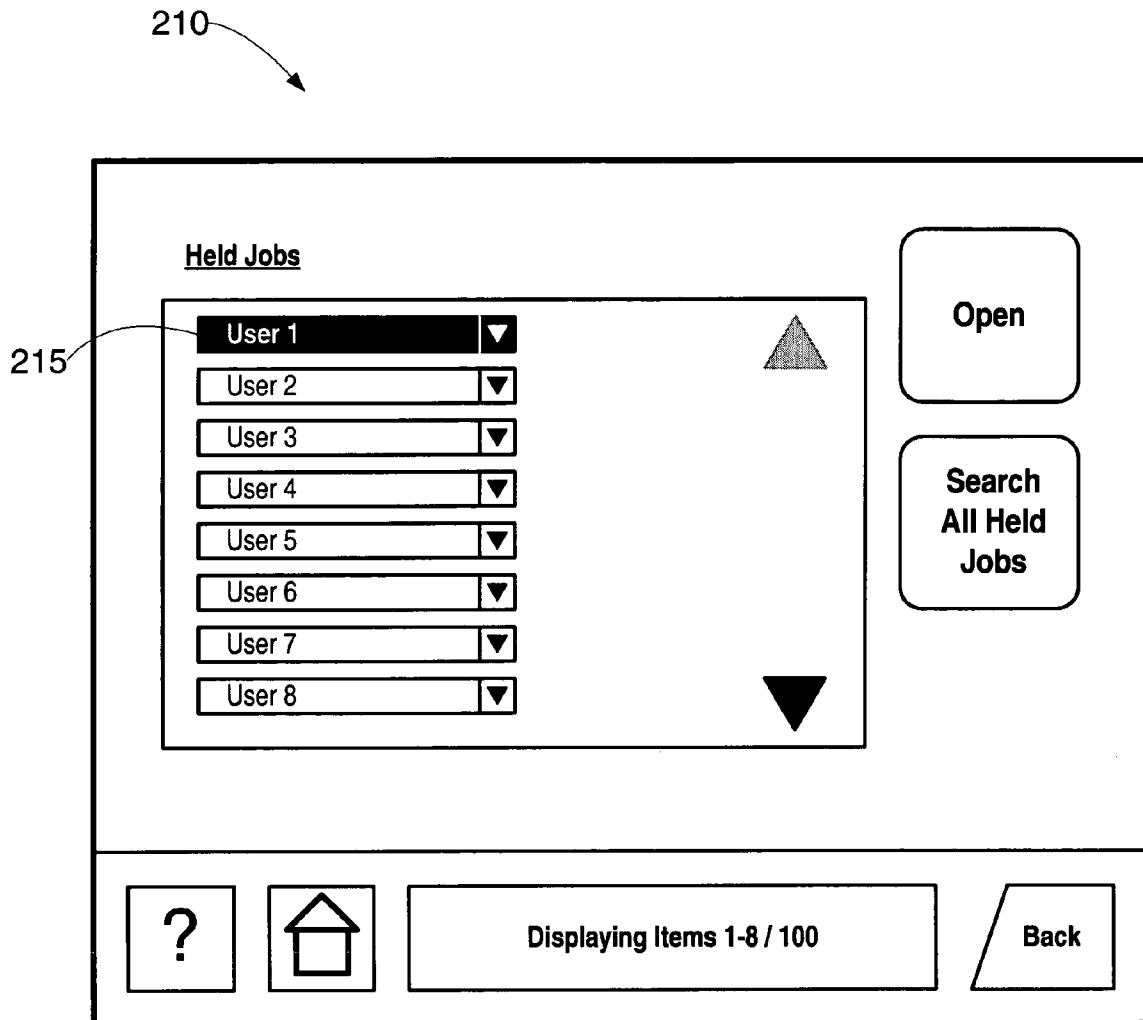 210
Held Jobs
215
User 1
User 2
User 3
User 4
User 5
User 6
User 7
User 8
Open
Search
All Held
Jobs
?
Displaying Items 1-8 / 100
Back